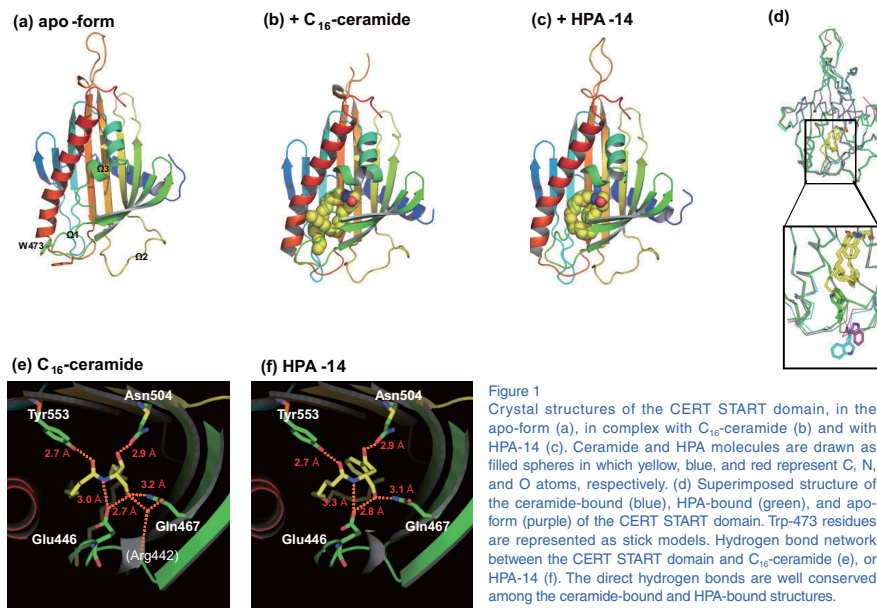 (a) apo -form
(b) + C16-ceramide
(c) + HPA -14
(d)
Ω3
W473
Ω1
Ω2
(e) C16-ceramide
Asn504
Tyr553
2.7 Å
2.9 Å
3.2 Å
3.0 Å
2.7 Å
Glu446
Gln467
(Arg442)
(f) HPA -14
Asn504
Tyr553
2.7 Å
2.9 Å
3.1 Å
3.3 Å
2.8 Å
Glu446
Gln467
Figure 1
Crystal structures of the CERT START domain, in the
apo-form (a), in complex with C16-ceramide (b) and with
HPA-14 (c). Ceramide and HPA molecules are drawn as
filled spheres in which yellow, blue, and red represent C, N,
and O atoms, respectively. (d) Superimposed structure of
the ceramide-bound (blue), HPA-bound (green), and apo-
form (purple) of the CERT START domain. Trp-473 residues
are represented as stick models. Hydrogen bond network
between the CERT START domain and C16-ceramide (e), or
HPA-14 (f). The direct hydrogen bonds are well conserved
among the ceramide-bound and HPA-bound structures.